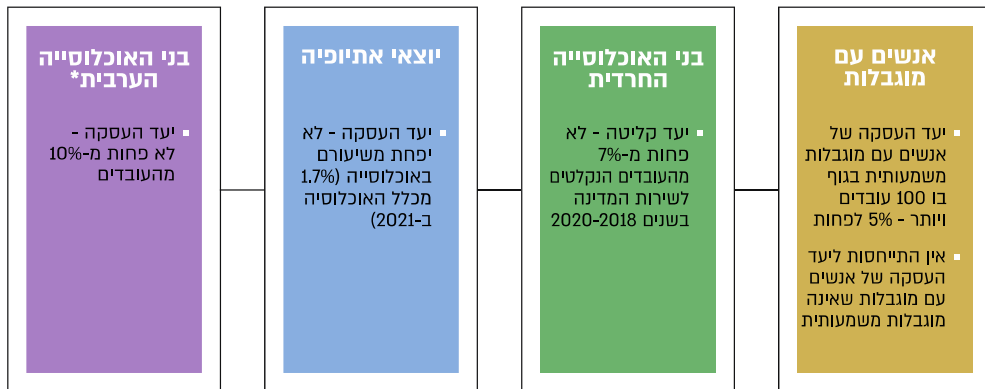 אנשים עם
מוגבלות
▪ יעד העסקה של
אנשים עם מוגבלות
משמעותית בגוף
בו 100 עובדים
ויותר - 5% לפחות
▪ אין התייחסות ליעד
העסקה של אנשים
עם מוגבלות שאינה
מוגבלות משמעותית
בני האוכלוסייה
החרדית
▪ יעד קליטה - לא
פחות מ-7%
מהעובדים הנקלטים
לשירות המדינה
בשנים 2020-2018
יוצאי אתיופיה
▪ יעד העסקה - לא
יפחת משיעורם
באוכלוסייה (1.7%
מכלל האוכלוסיה
ב-2021)
בני האוכלוסייה
הערבית*
▪ יעד העסקה -
לא פחות מ-10%
מהעובדים